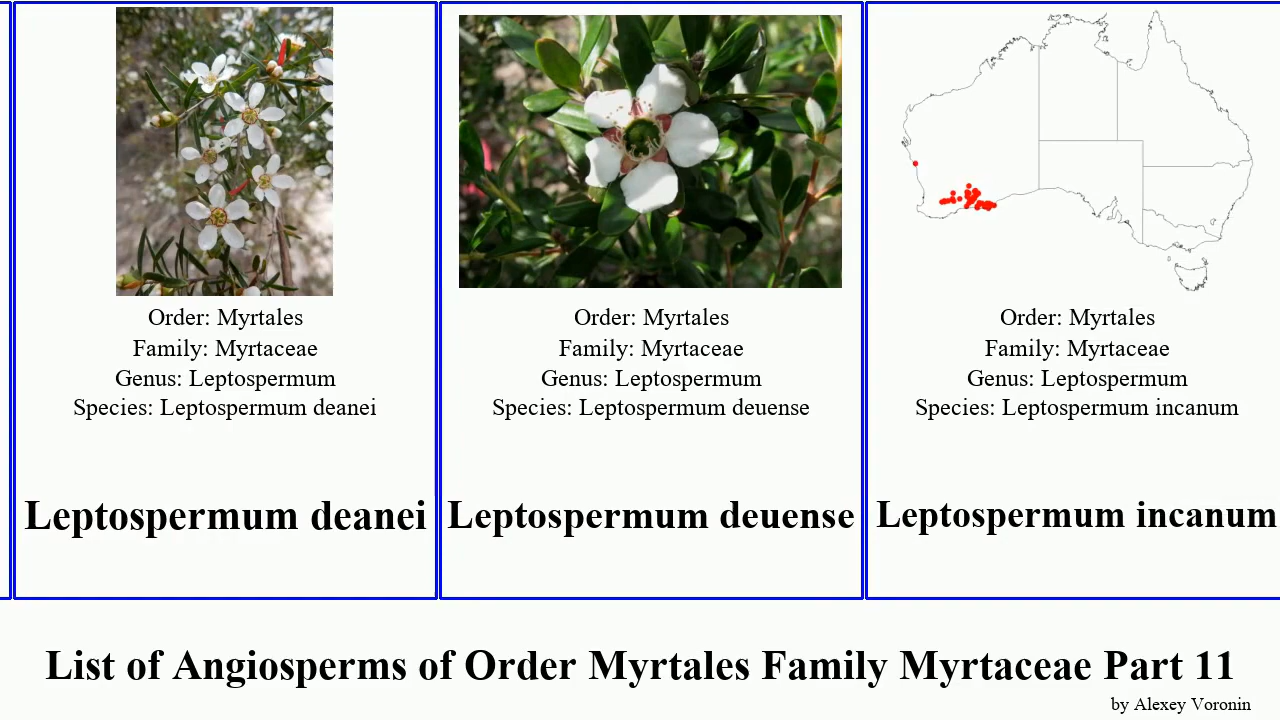 Order: Myrtales
Family: Myrtaceae
Genus: Leptospermum
Species: Leptospermum deanei
Leptospermum deanei
Order: Myrtales
Family: Myrtaceae
Genus: Leptospermum
Species: Leptospermum deuense
Leptospermum deuense
Order: Myrtales
Family: Myrtaceae
Genus: Leptospermum
Species: Leptospermum incanum
Leptospermum incanum
List of Angiosperms of Order Myrtales Family Myrtaceae Part 11
by Alexey Voronin